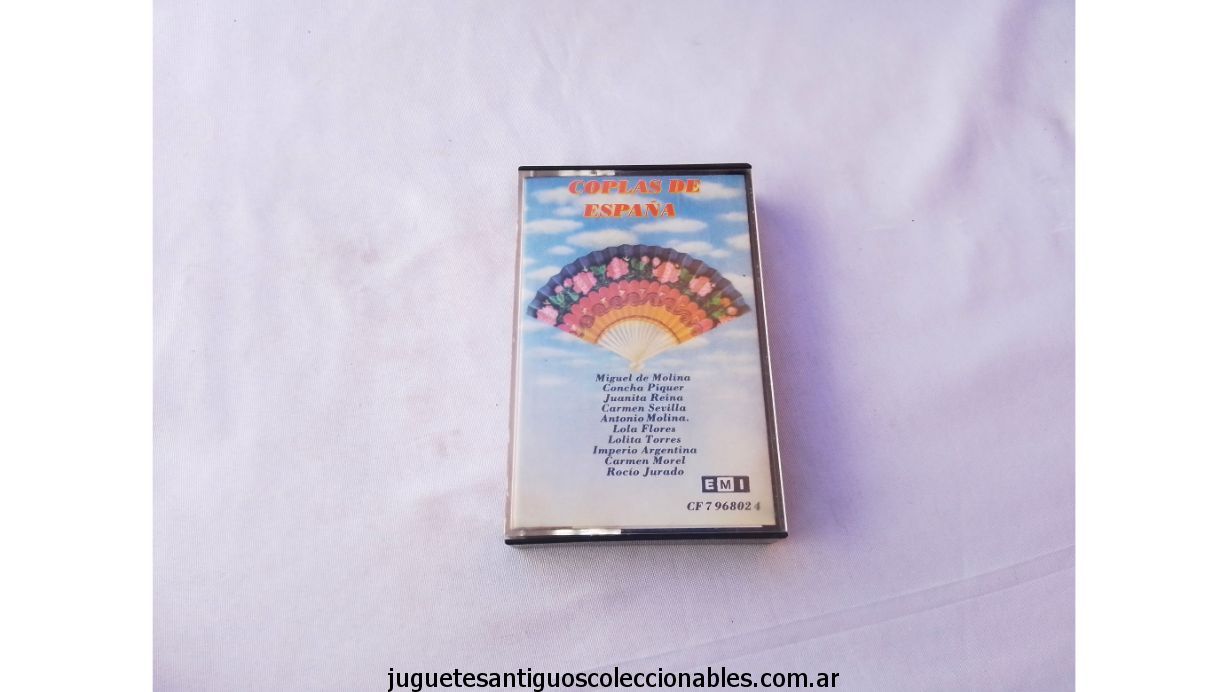 COPLAS DE
ESPAÑA
Miguel de Molina
Concha Piquer
Juanita Reina
Carmen Sevilla
Antonio Molina.
Lola Flores
Lolita Torres
Imperio Argentina
Carmen Morel
Rocío Jurado
EMI
CF 7 96802 4
juguetesantiguoscoleccionables.com.ar